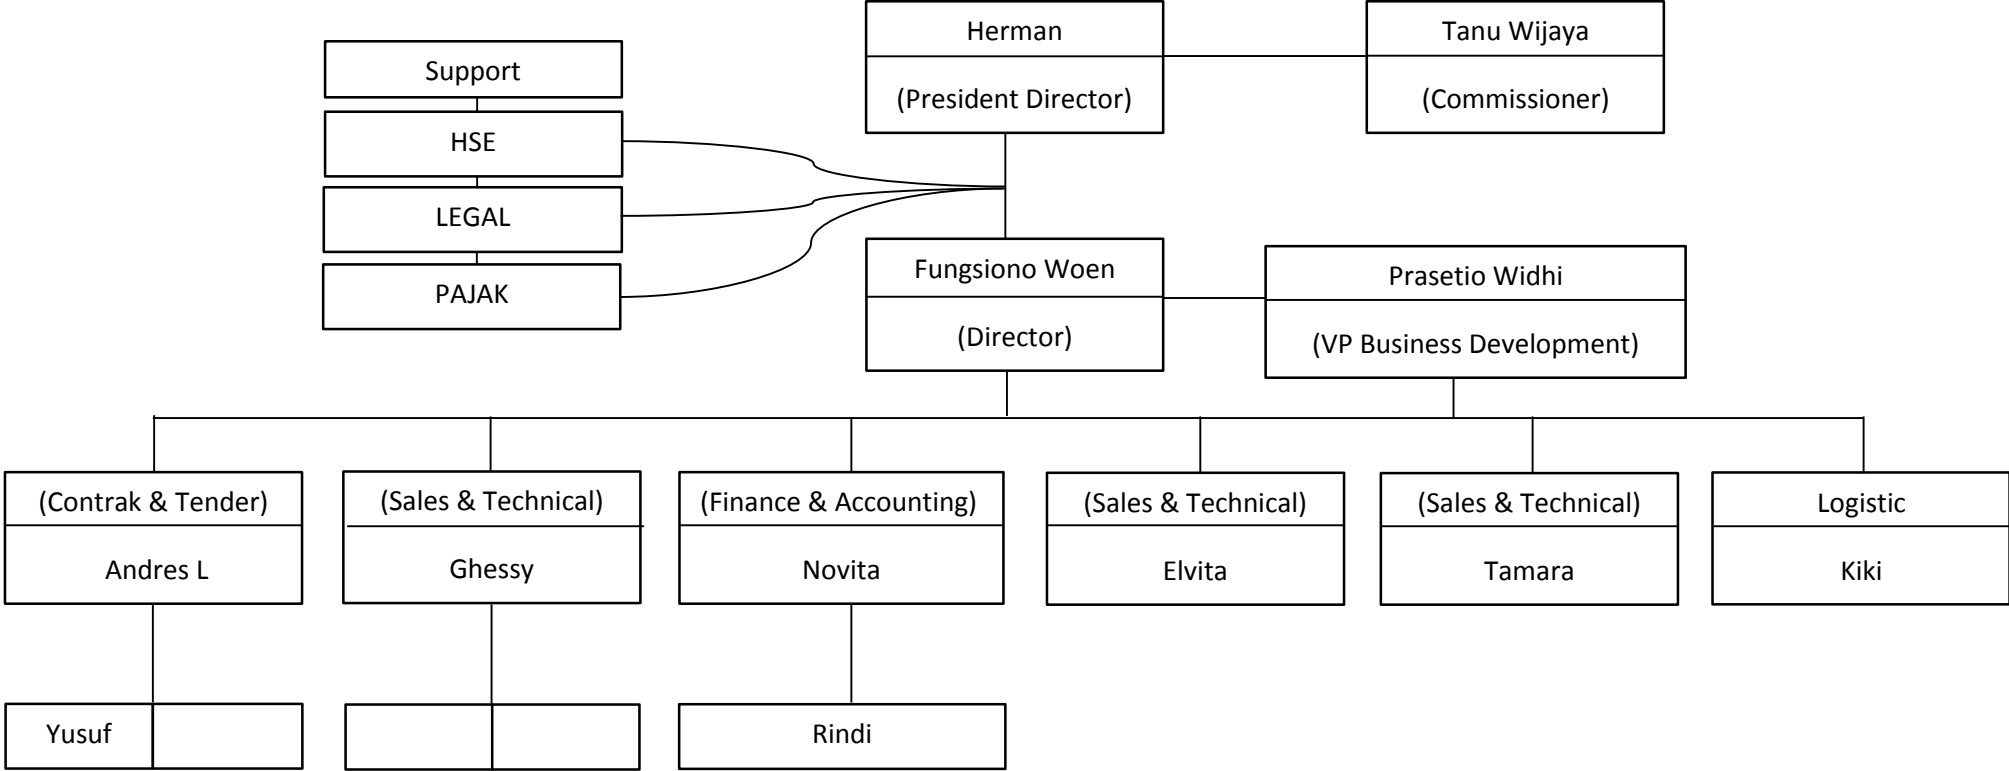 Herman
(President Director)
Tanu Wijaya
(Commissioner)
Support
HSE
LEGAL
PAJAK
Fungsiono Woen
(Director)
Prasetio Widhi
(VP Business Development)
(Contrak & Tender)
Andres L
(Sales & Technical)
Ghessy
(Finance & Accounting)
Novita
(Sales & Technical)
Elvita
(Sales & Technical)
Tamara
Logistic
Kiki
Yusuf
Rindi